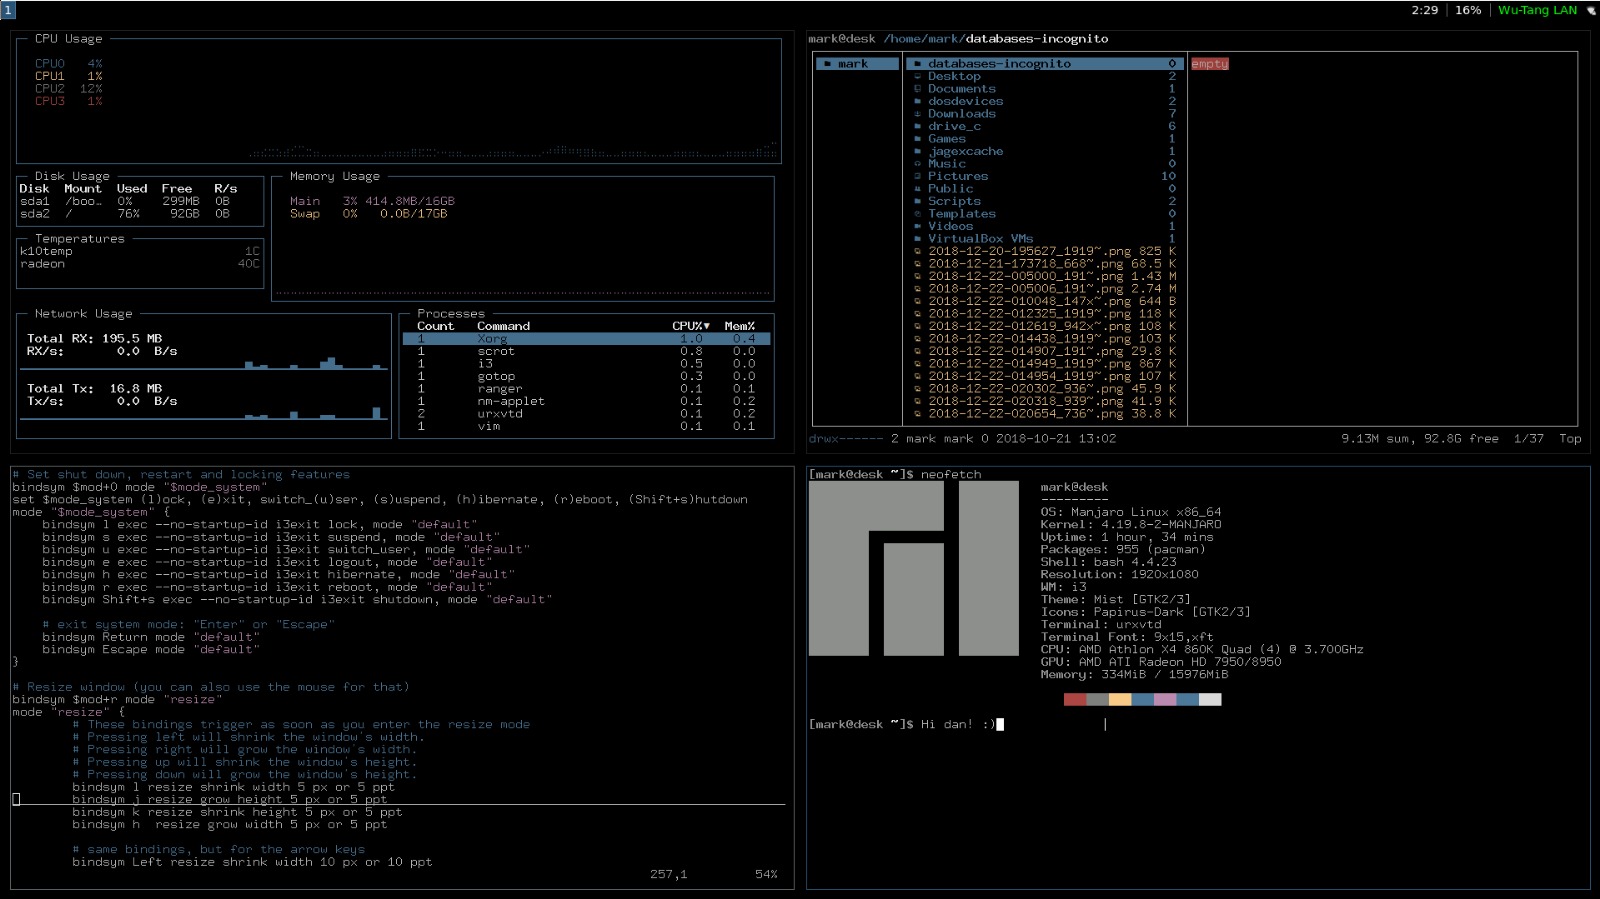 1
2:29 16% Wu-Tang LAN
CPU Usage
CPU0 4%
CPU1 1%
CPU2 12%
CPU3 1%
Disk Usage
Disk Mount Used Free R/s
sda1 /boo… 0% 299MB 0B
sda2 / 76% 92GB 0B
Temperatures
k10temp 1C
radeon 40C
Memory Usage
Main 3% 414.8MB/16GB
Swap 0% 0.0B/17GB
Network Usage
Total RX: 195.5 MB
RX/s: 0.0 B/s
Total Tx: 16.8 MB
Tx/s: 0.0 B/s
Processes
Count Command CPU%▼ Mem%
1 Xorg 1.0 0.4
1 scrot 0.8 0.0
1 i3 0.5 0.0
1 gotop 0.3 0.0
1 ranger 0.1 0.1
1 nm-applet 0.1 0.2
2 urxvtd 0.1 0.2
1 vim 0.1 0.1
mark@desk /home/mark/databases-incognito
mark
databases-incognito 0
Desktop 2
Documents 1
dosdevices 2
Downloads 7
drive_c 6
Games 1
jagexcache 1
Music 0
Pictures 10
Public 0
Scripts 2
Templates 0
Videos 1
VirtualBox VMs 1
2018-12-20-195627_1919~.png 825 K
2018-12-21-173718_668~.png 68.5 K
2018-12-22-005000_191~.png 1.43 M
2018-12-22-005006_191~.png 2.74 M
2018-12-22-010048_147x~.png 644 B
2018-12-22-012325_1919~.png 118 K
2018-12-22-012619_942x~.png 108 K
2018-12-22-014438_1919~.png 103 K
2018-12-22-014907_191~.png 29.8 K
2018-12-22-014949_1919~.png 867 K
2018-12-22-014954_1919~.png 107 K
2018-12-22-020302_936~.png 45.9 K
2018-12-22-020318_939~.png 41.9 K
2018-12-22-020654_736~.png 38.8 K
empty
drwx------ 2 mark mark 0 2018-10-21 13:02 9.13M sum, 92.8G free 1/37 Top
# Set shut down, restart and locking features
bindsym $mod+0 mode "$mode_system"
set $mode_system (l)ock, (e)xit, switch_(u)ser, (s)uspend, (h)ibernate, (r)eboot, (Shift+s)hutdown
mode "$mode_system" {
bindsym l exec --no-startup-id i3exit lock, mode "default"
bindsym s exec --no-startup-id i3exit suspend, mode "default"
bindsym u exec --no-startup-id i3exit switch_user, mode "default"
bindsym e exec --no-startup-id i3exit logout, mode "default"
bindsym h exec --no-startup-id i3exit hibernate, mode "default"
bindsym r exec --no-startup-id i3exit reboot, mode "default"
bindsym Shift+s exec --no-startup-id i3exit shutdown, mode "default"
# exit system mode: "Enter" or "Escape"
bindsym Return mode "default"
bindsym Escape mode "default"
}
# Resize window (you can also use the mouse for that)
bindsym $mod+r mode "resize"
mode "resize" {
# These bindings trigger as soon as you enter the resize mode
# Pressing left will shrink the window's width.
# Pressing right will grow the window's width.
# Pressing up will shrink the window's height.
# Pressing down will grow the window's height.
bindsym l resize shrink width 5 px or 5 ppt
bindsym j resize grow height 5 px or 5 ppt
bindsym k resize shrink height 5 px or 5 ppt
bindsym h  resize grow width 5 px or 5 ppt
# same bindings, but for the arrow keys
bindsym Left resize shrink width 10 px or 10 ppt
257,1 54%
[mark@desk ~]$ neofetch
mark@desk
---------
OS: Manjaro Linux x86_64
Kernel: 4.19.8-2-MANJARO
Uptime: 1 hour, 34 mins
Packages: 955 (pacman)
Shell: bash 4.4.23
Resolution: 1920x1080
WM: i3
Theme: Mist [GTK2/3]
Icons: Papirus-Dark [GTK2/3]
Terminal: urxvtd
Terminal Font: 9x15,xft
CPU: AMD Athlon X4 860K Quad (4) @ 3.700GHz
GPU: AMD ATI Radeon HD 7950/8950
Memory: 334MiB / 15976MiB
[mark@desk ~]$ Hi dan! :)